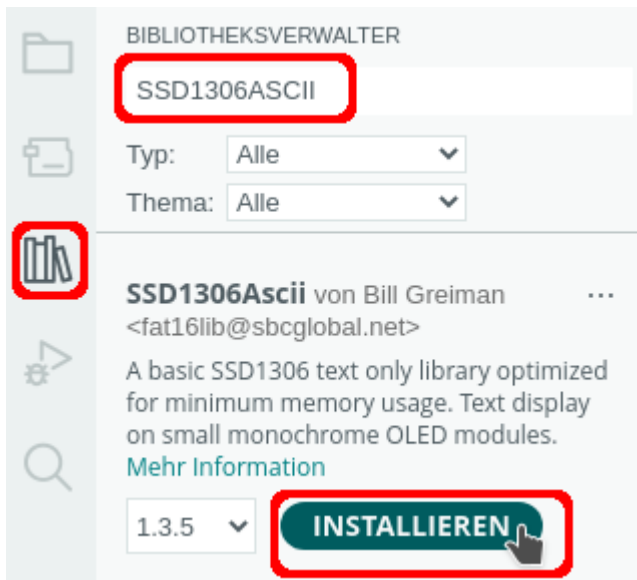 BIBLIOTHEKSVERWALTER
SSD1306ASCII
Typ: Alle
Thema: Alle
SSD1306Ascii von Bill Greiman ...
<fat16lib@sbcglobal.net>
A basic SSD1306 text only library optimized
for minimum memory usage. Text display
on small monochrome OLED modules.
Mehr Information
1.3.5 INSTALLIEREN